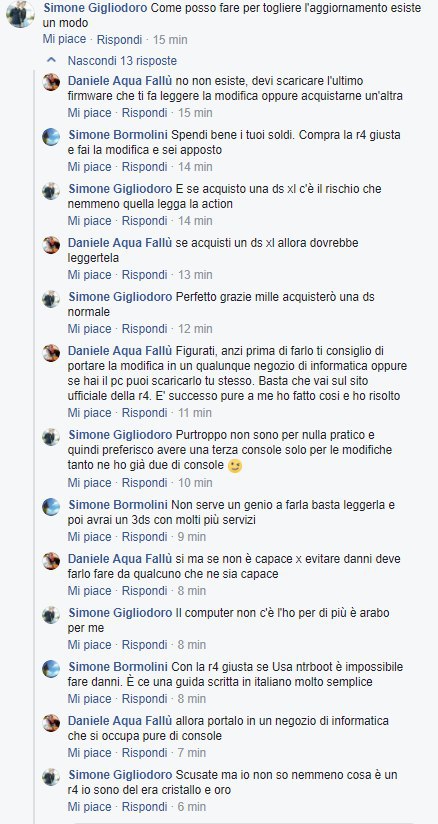 Simone Gigliodoro Come posso fare per togliere l'aggiornamento esiste
un modo
Mi piace · Rispondi · 15 min
Nascondi 13 risposte
Daniele Aqua Fallù no non esiste, devi scaricare l'ultimo
firmware che ti fa leggere la modifica oppure acquistarne un'altra
Mi piace · Rispondi · 15 min
Simone Bormolini Spendi bene i tuoi soldi. Compra la r4 giusta
e fai la modifica e sei apposto
Mi piace · Rispondi · 14 min
Simone Gigliodoro E se acquisto una ds xl c'è il rischio che
nemmeno quella legga la action
Mi piace · Rispondi · 14 min
Daniele Aqua Fallù se acquisti un ds xl allora dovrebbe
leggertela
Mi piace · Rispondi · 13 min
Simone Gigliodoro Perfetto grazie mille acquisterò una ds
normale
Mi piace · Rispondi · 12 min
Daniele Aqua Fallù Figurati, anzi prima di farlo ti consiglio di
portare la modifica in un qualunque negozio di informatica oppure
se hai il pc puoi scaricarlo tu stesso. Basta che vai sul sito
ufficiale della r4. E' successo pure a me ho fatto cosi e ho risolto
Mi piace · Rispondi · 11 min
Simone Gigliodoro Purtroppo non sono per nulla pratico e
quindi preferisco avere una terza console solo per le modifiche
tanto ne ho già due di console 😉
Mi piace · Rispondi · 10 min
Simone Bormolini Non serve un genio a farla basta leggerla e
poi avrai un 3ds con molti più servizi
Mi piace · Rispondi · 9 min
Daniele Aqua Fallù si ma se non è capace x evitare danni deve
farlo fare da qualcuno che ne sia capace
Mi piace · Rispondi · 8 min
Simone Gigliodoro Il computer non c'è l'ho per di più è arabo
per me
Mi piace · Rispondi · 8 min
Simone Bormolini Con la r4 giusta se Usa ntrboot è impossibile
fare danni. È ce una guida scritta in italiano molto semplice
Mi piace · Rispondi · 8 min
Daniele Aqua Fallù allora portalo in un negozio di informatica
che si occupa pure di console
Mi piace · Rispondi · 7 min
Simone Gigliodoro Scusate ma io non so nemmeno cosa è un
r4 io sono del era cristallo e oro
Mi piace · Rispondi · 6 min